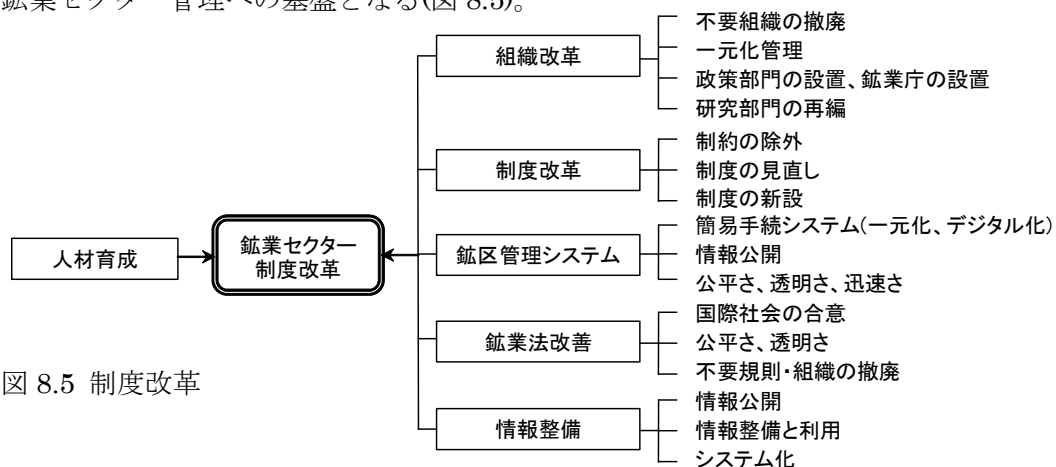 鉱業セクター管理への基盤となる(図 8.5)。
組織改革
不要組織の撤廃
一元化管理
政策部門の設置、鉱業庁の設置
研究部門の再編
制度改革
制約の除外
制度の見直し
制度の新設
人材育成
鉱業セクター
制度改革
鉱区管理システム
簡易手続システム(一元化、デジタル化)
情報公開
公平さ、透明さ、迅速さ
鉱業法改善
国際社会の合意
公平さ、透明さ
不要規則・組織の撤廃
情報整備
情報公開
情報整備と利用
システム化
図 8.5 制度改革